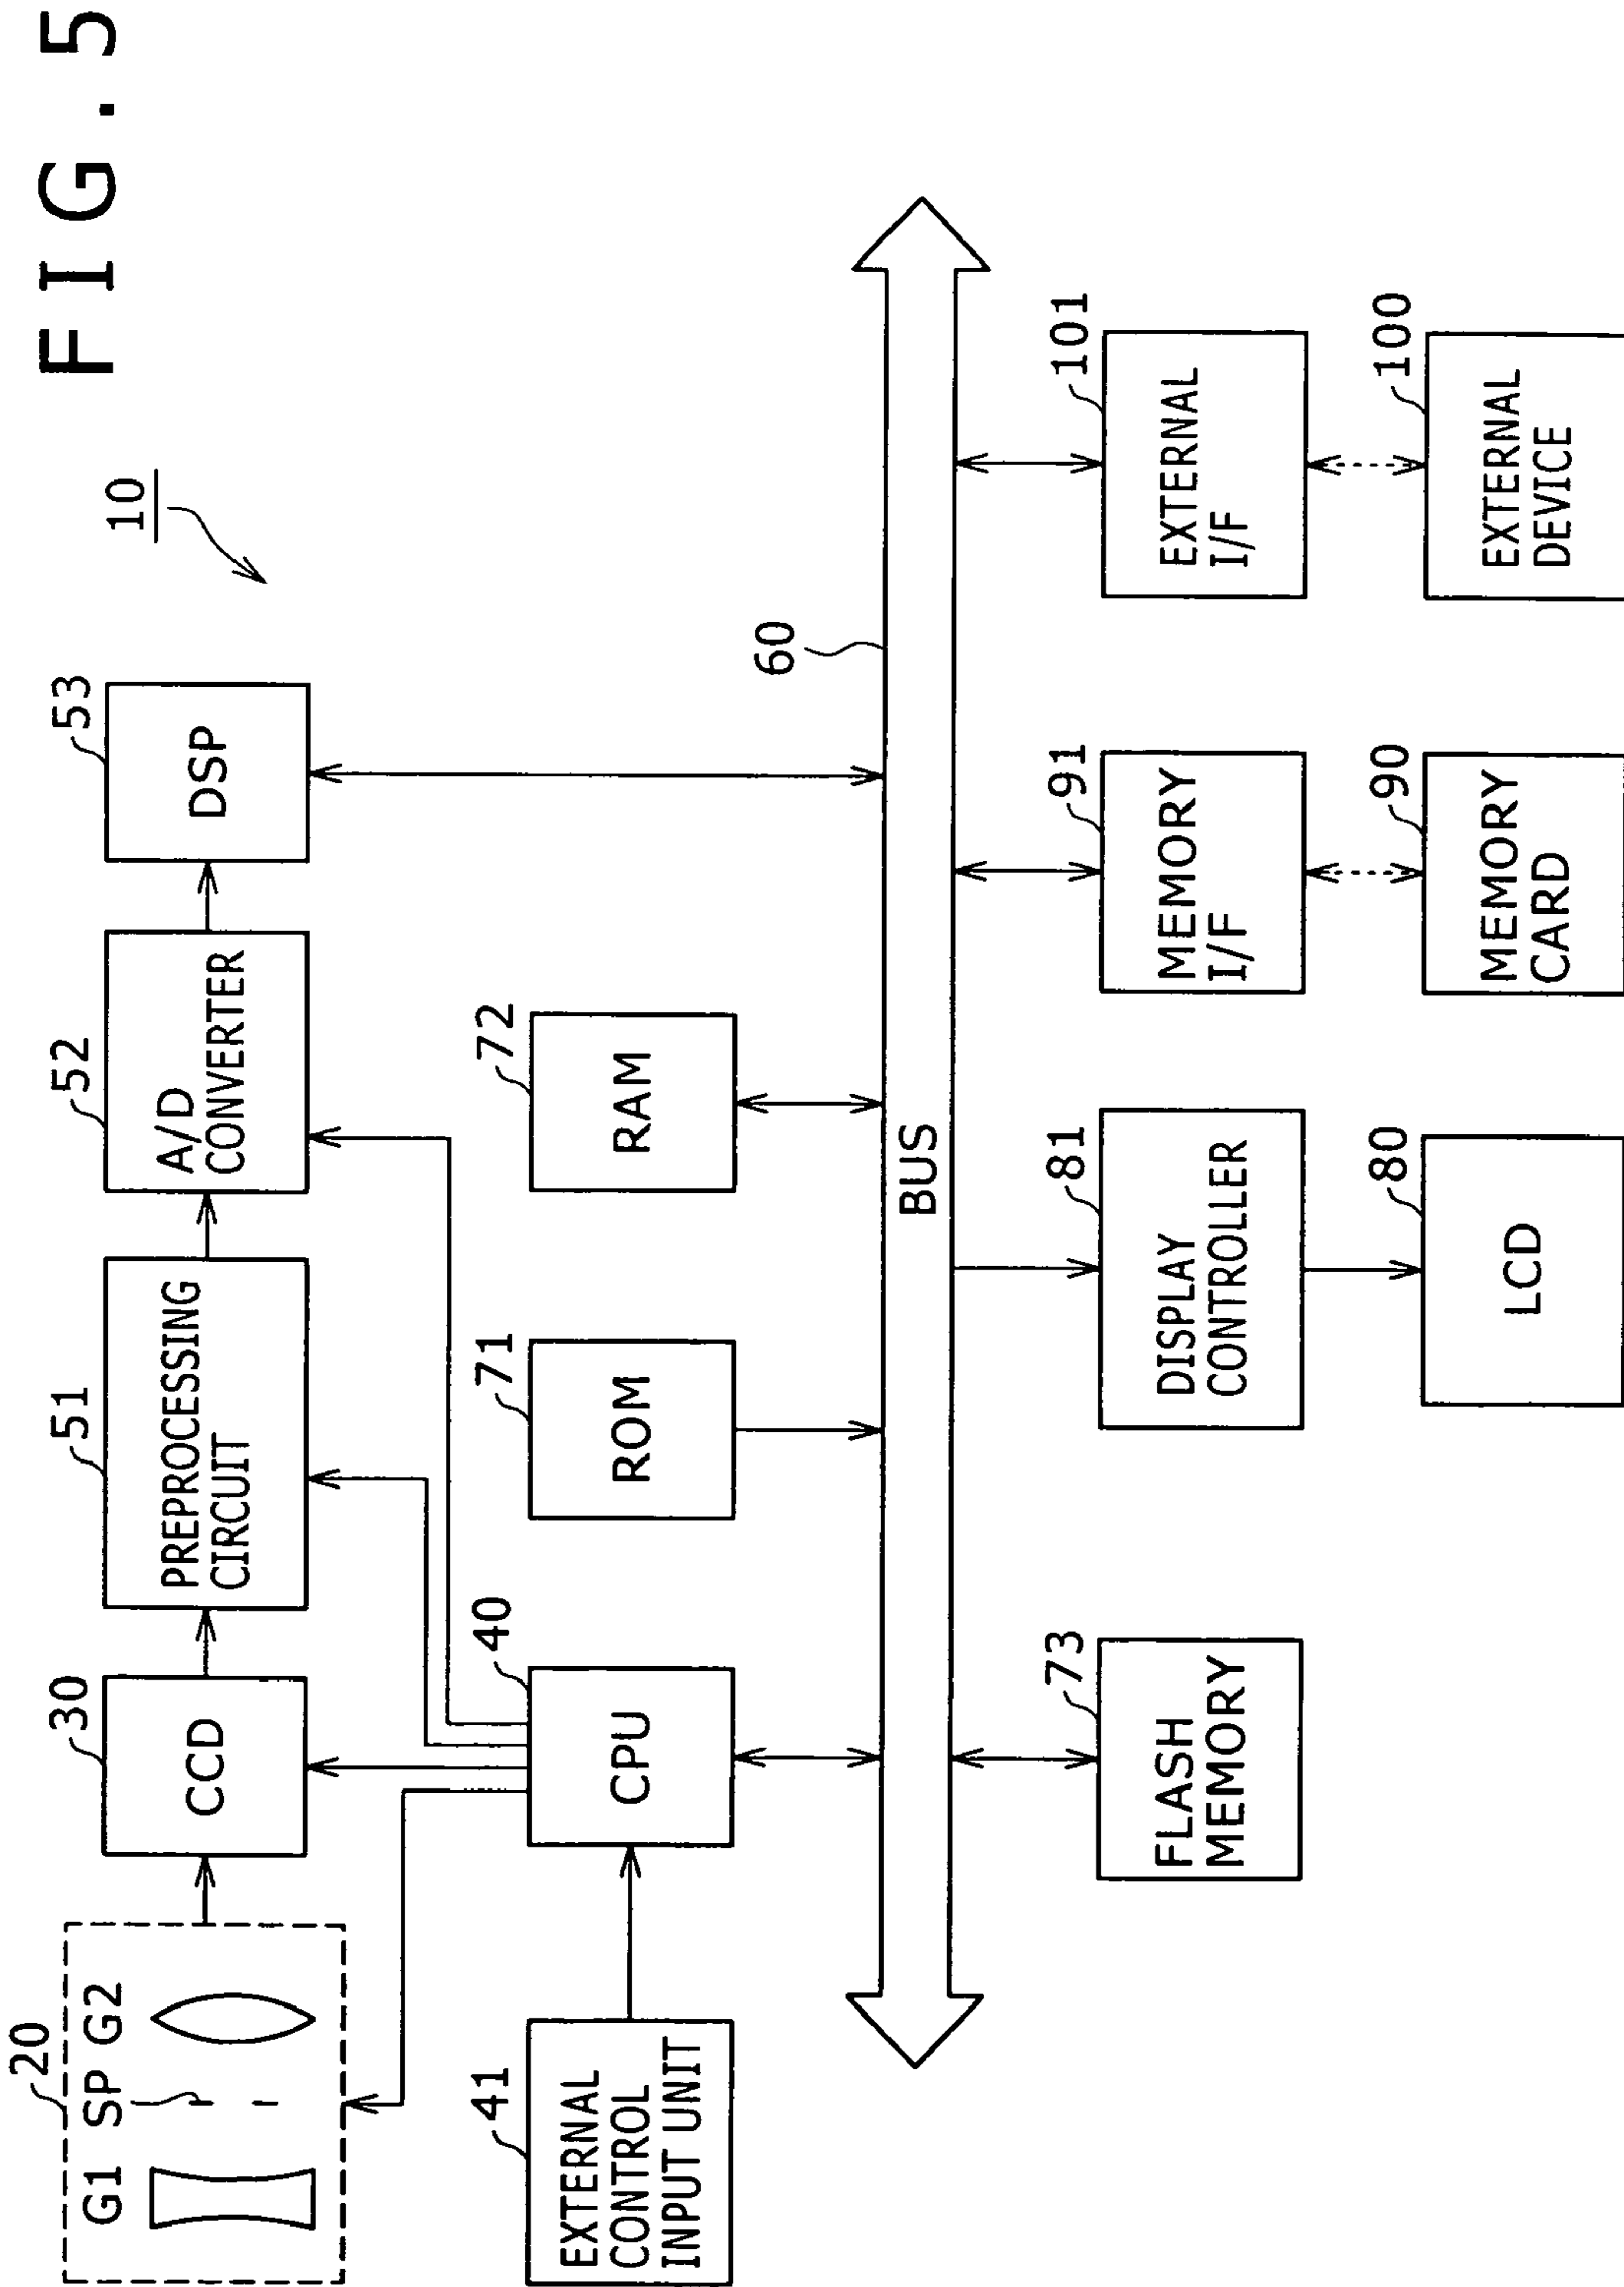 FIG. 5
10
20
G1 SP G2
30
CCD
51
PREPROCESSING
CIRCUIT
52
A/D
CONVERTER
53
DSP
41
EXTERNAL
CONTROL
INPUT UNIT
40
CPU
71
ROM
72
RAM
60
BUS
73
FLASH
MEMORY
81
DISPLAY
CONTROLLER
91
MEMORY
I/F
101
EXTERNAL
I/F
80
LCD
90
MEMORY
CARD
100
EXTERNAL
DEVICE